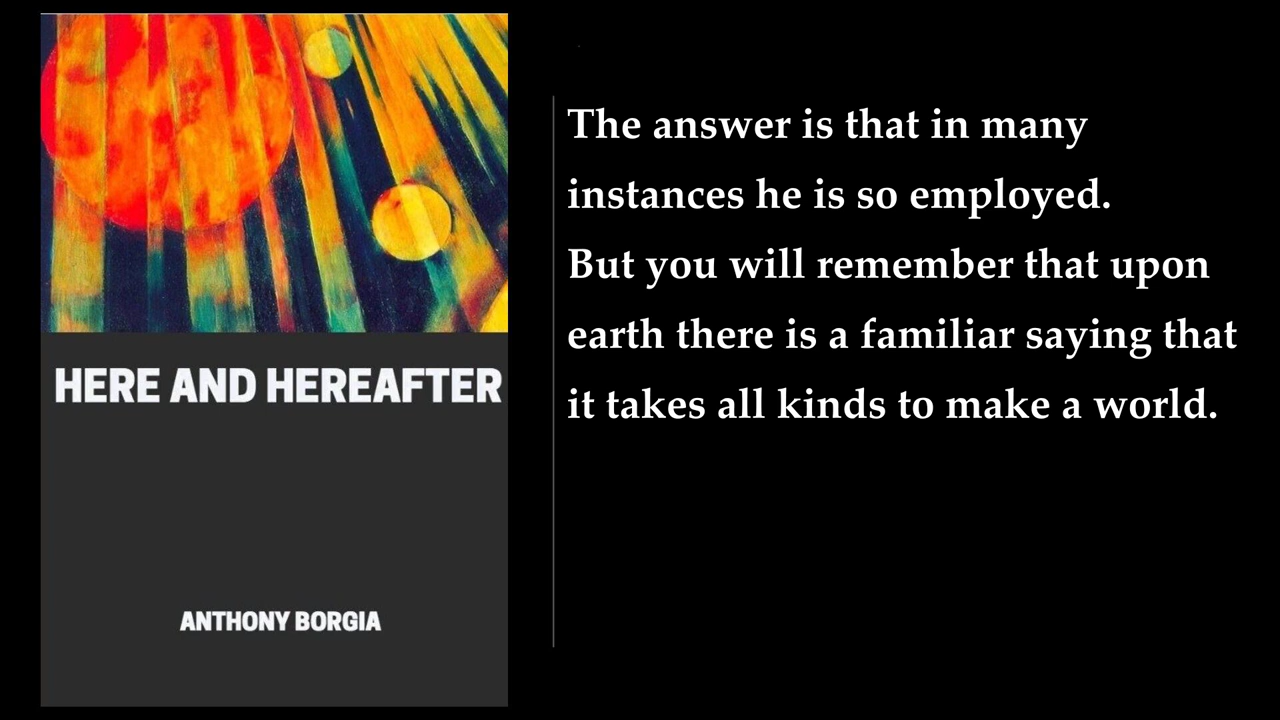 HERE AND HEREAFTER
ANTHONY BORGIA
The answer is that in many
instances he is so employed.
But you will remember that upon
earth there is a familiar saying that
it takes all kinds to make a world.